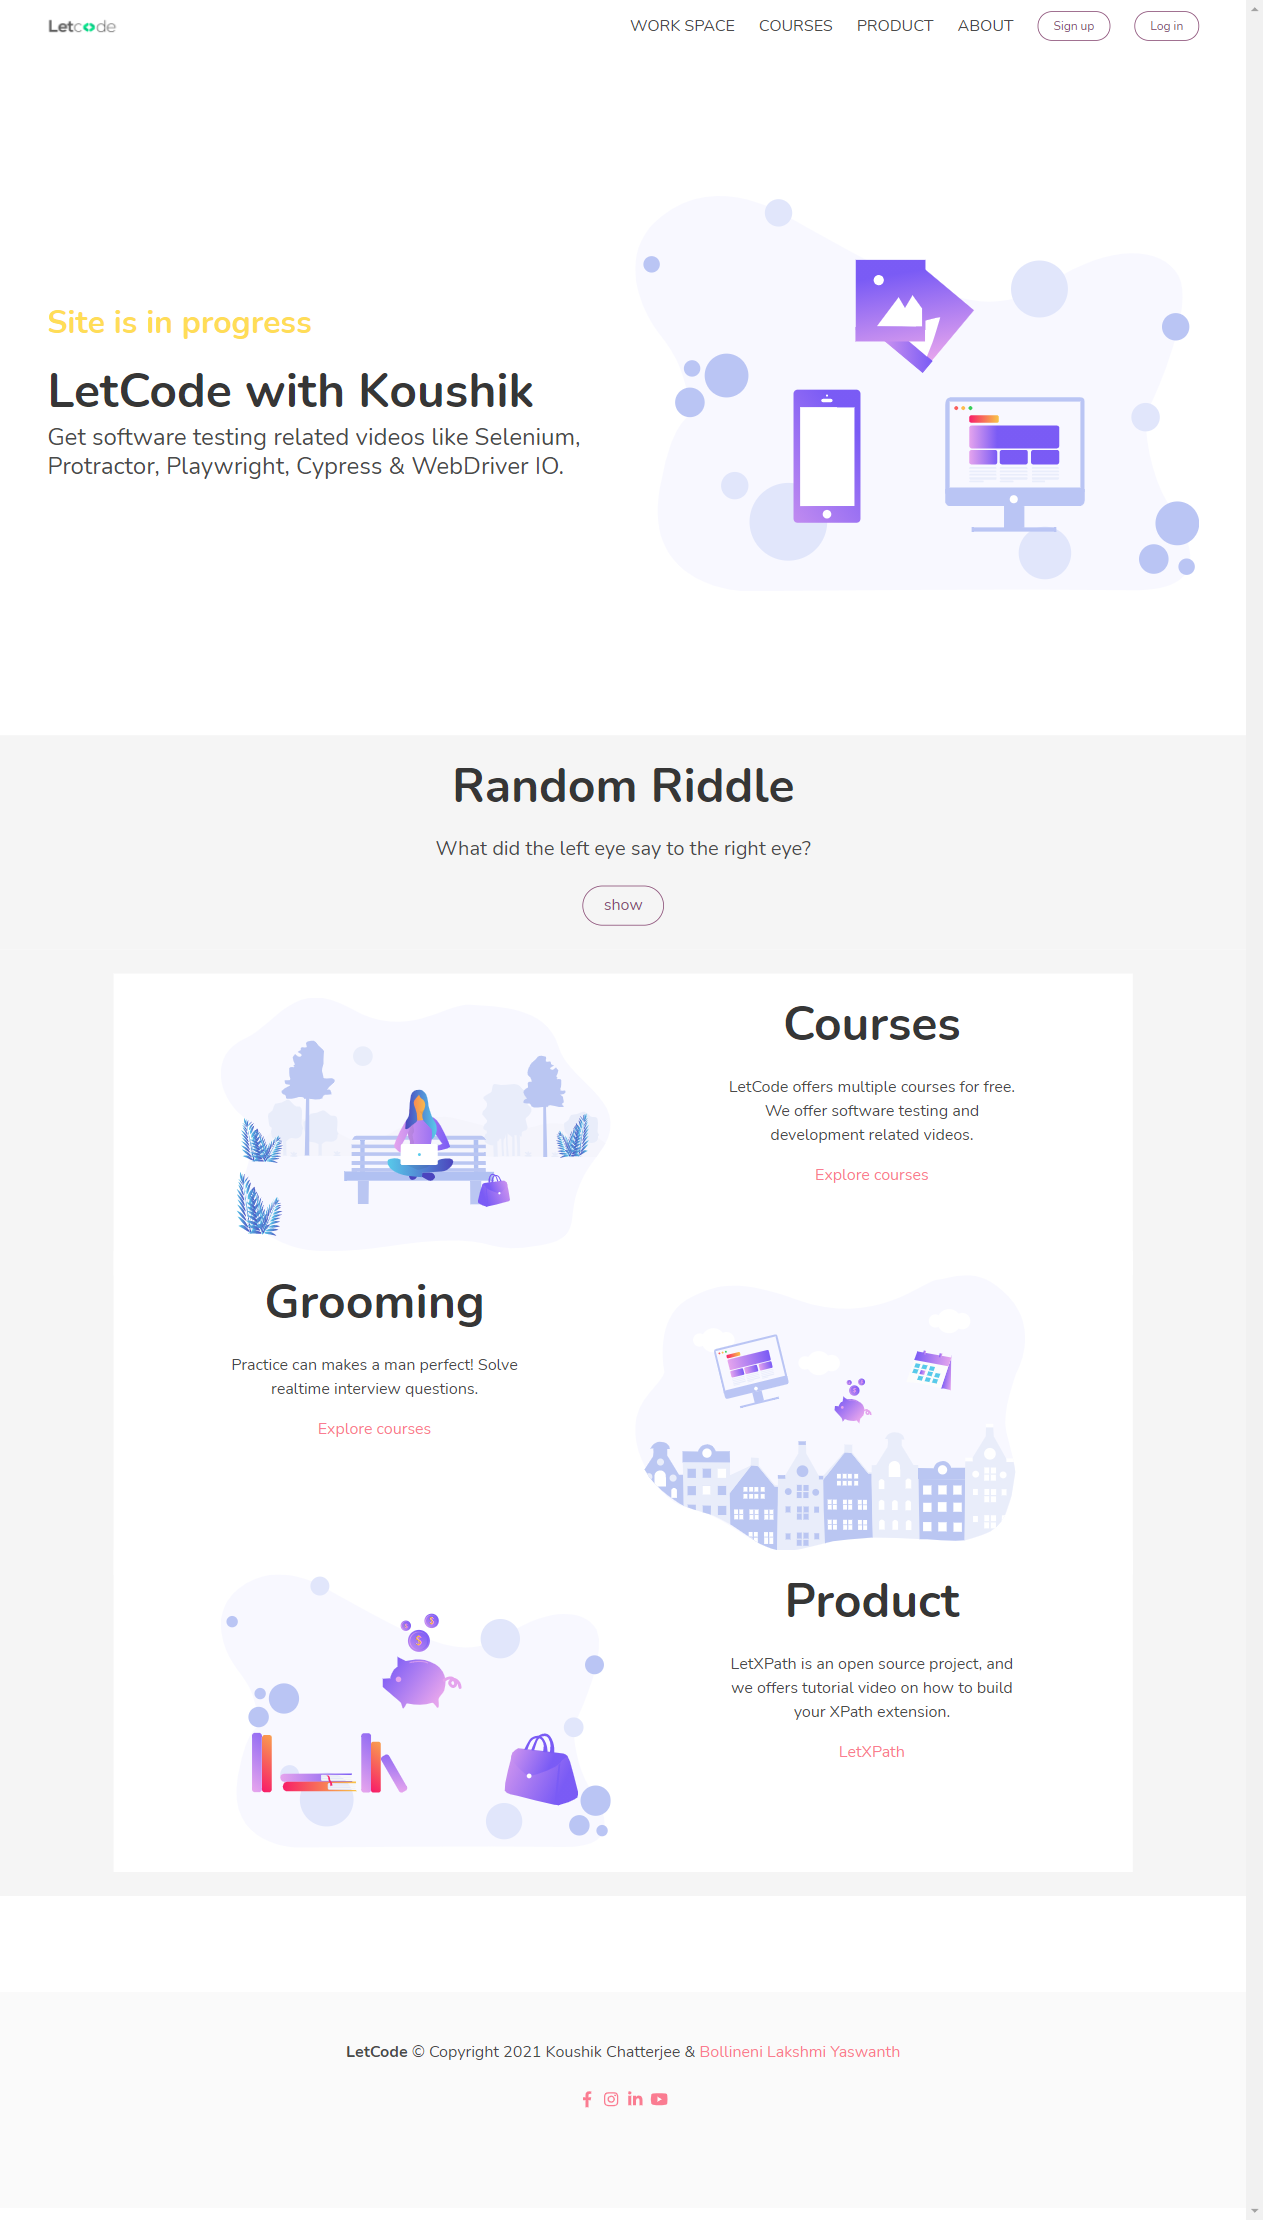 Letcode
WORK SPACE COURSES PRODUCT ABOUT Sign up Log in
Site is in progress
LetCode with Koushik
Get software testing related videos like Selenium,
Protractor, Playwright, Cypress & WebDriver IO.
Random Riddle
What did the left eye say to the right eye?
show
Courses
LetCode offers multiple courses for free.
We offer software testing and
development related videos.
Explore courses
Grooming
Practice can makes a man perfect! Solve
realtime interview questions.
Explore courses
Product
LetXPath is an open source project, and
we offers tutorial video on how to build
your XPath extension.
LetXPath
LetCode © Copyright 2021 Koushik Chatterjee & Bollineni Lakshmi Yaswanth